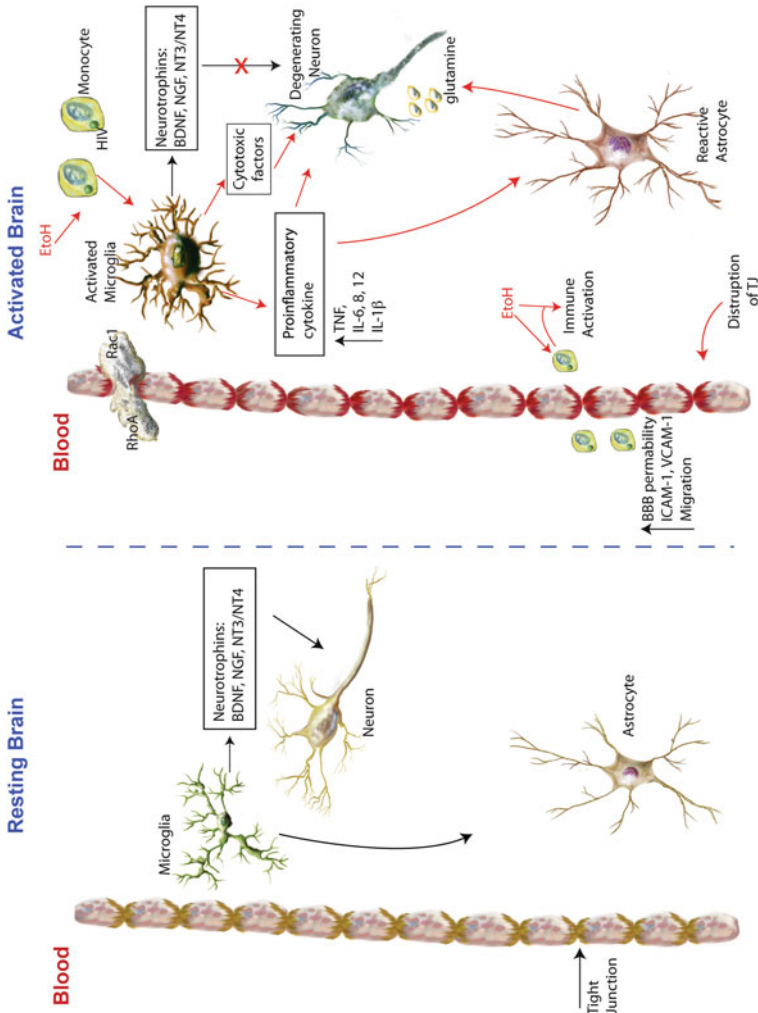 Resting Brain
Blood
Microglia
Neurotrophins:
BDNF, NGF, NT3/NT4
Neuron
Astrocyte
Tight
Junction
Activated Brain
Blood
RhoA
Rac1
EtoH
HIV
Monocyte
Activated
Microglia
Neurotrophins:
BDNF, NGF, NT3/NT4
X
Cytotoxic
factors
Degenerating
Neuron
glutamine
Proinflammatory
cytokine
TNF,
IL-6, 8, 12
IL-1β
Reactive
Astrocyte
EtoH
Immune
Activation
Distruption
of TJ
BBB permability
ICAM-1, VCAM-1
Migration